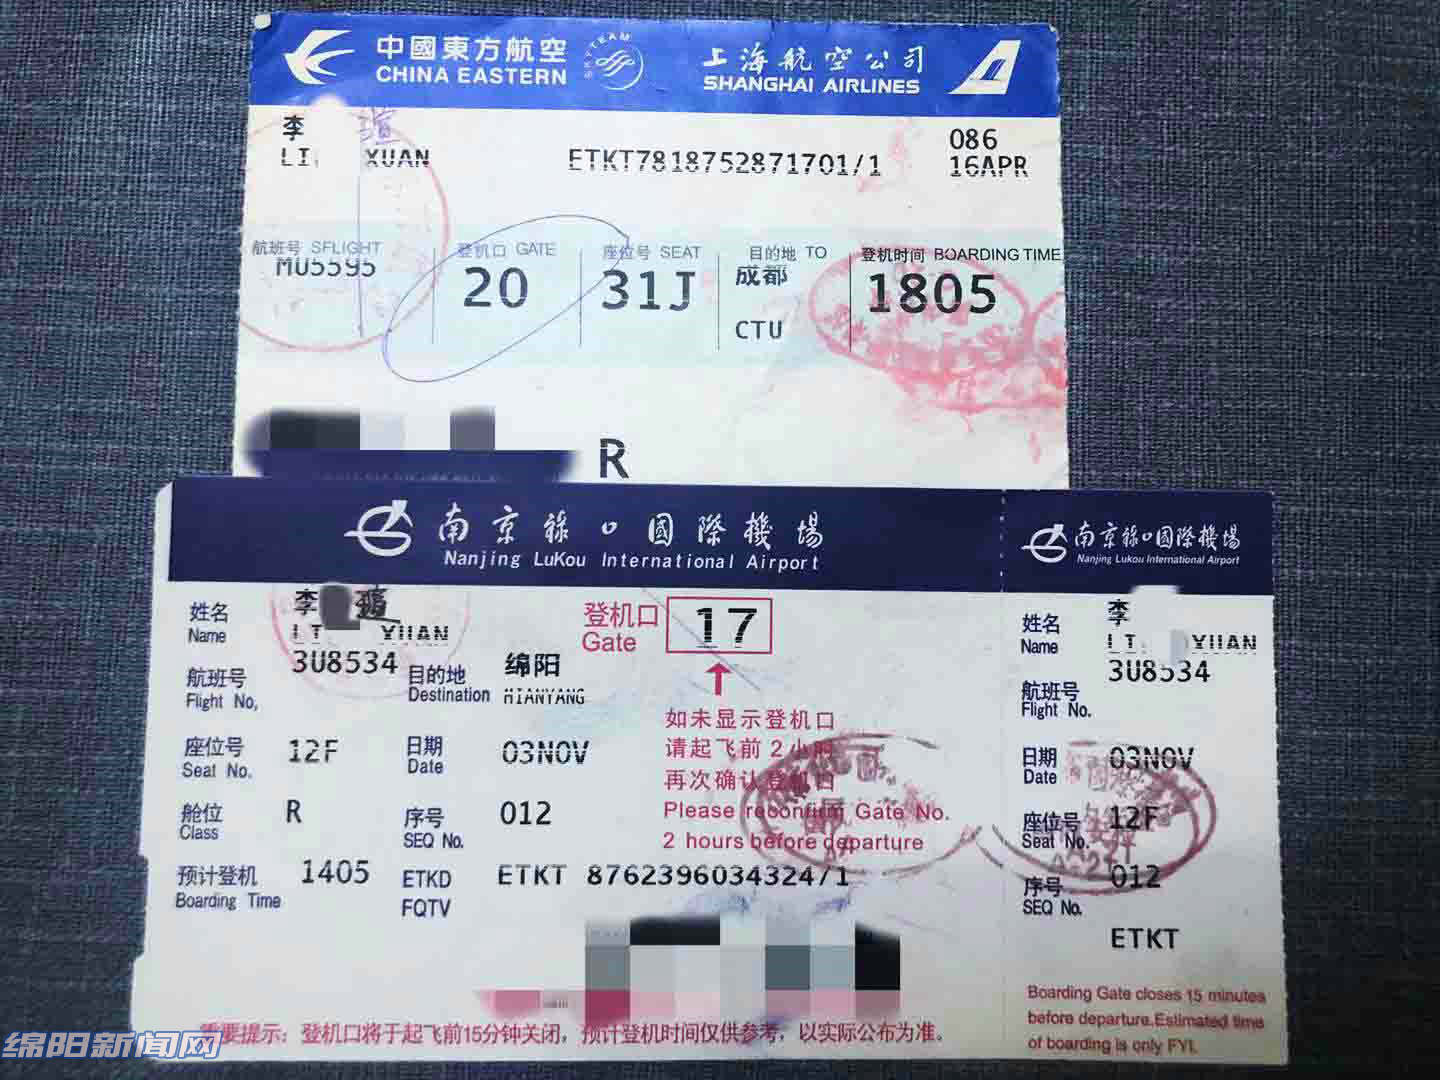 中國東方航空
CHINA EASTERN
SKYTEAM
上海航空公司
SHANGHAI AIRLINES
李 瑄
LI XUAN
ETKT7818752871701/1
086
16APR
航班号 SFLIGHT
MU5595
登机口 GATE
20
座位号 SEAT
31J
目的地 TO
成都
CTU
登机时间 BOARDING TIME
1805
R
南京禄口國際機場
Nanjing LuKou International Airport
南京禄口國際機場
Nanjing Lukou International Airport
姓名
Name
李
LI XUAN
登机口
Gate
17
航班号
Flight No,
3U8534
目的地
Destination
绵阳
MIANYANG
如未显示登机口
请起飞前2小时
再次确认登机口
Please reconfirm Gate No.
2 hours before departure
座位号
Seat No.
12F
日期
Date
03NOV
舱位
Class
R
序号
SEQ No.
012
预计登机
Boarding Time
1405
ETKD
FQTV
ETKT 8762396034324/1
重要提示：登机口将于起飞前15分钟关闭，预计登机时间仅供参考，以实际公布为准。
姓名
Name
李
LI XUAN
航班号
Flight No.
3U8534
日期
Date
03NOV
座位号
Seat No.
12F
序号
SEQ No.
012
ETKT
Boarding Gate closes 15 minutes
before departure.Estimated time
of boarding is only FYI.
绵阳新闻网